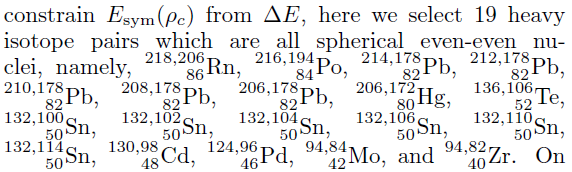 constrain E_sym(ρ_c) from ΔE, here we select 19 heavy
isotope pairs which are all spherical even-even nu-
clei, namely, ^{218,206}_{86}Rn, ^{216,194}_{84}Po, ^{214,178}_{82}Pb, ^{212,178}_{82}Pb,
^{210,178}_{82}Pb, ^{208,178}_{82}Pb, ^{206,178}_{82}Pb, ^{206,172}_{80}Hg, ^{136,106}_{52}Te,
^{132,100}_{50}Sn, ^{132,102}_{50}Sn, ^{132,104}_{50}Sn, ^{132,106}_{50}Sn, ^{132,110}_{50}Sn,
^{132,114}_{50}Sn, ^{130,98}_{48}Cd, ^{124,96}_{46}Pd, ^{94,84}_{42}Mo, and ^{94,82}_{40}Zr. On